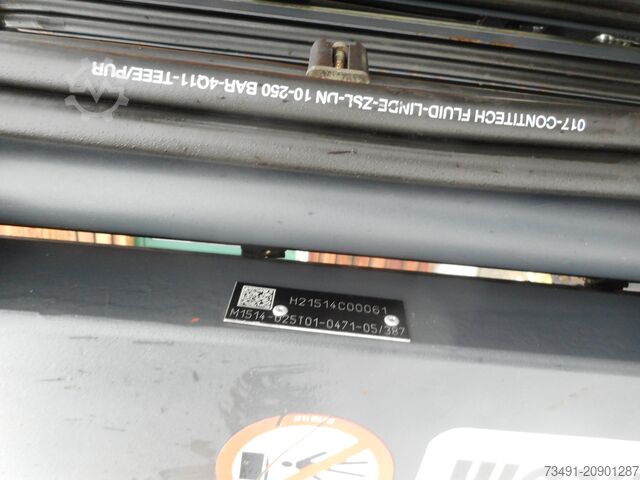 017-CONTITECH FLUID-LINDE-ZSL-DN 10-250 BAR-4Q11-TEEE/PUR
H21514C00061
M1514-025T01-0471-05/387
73491-20901287